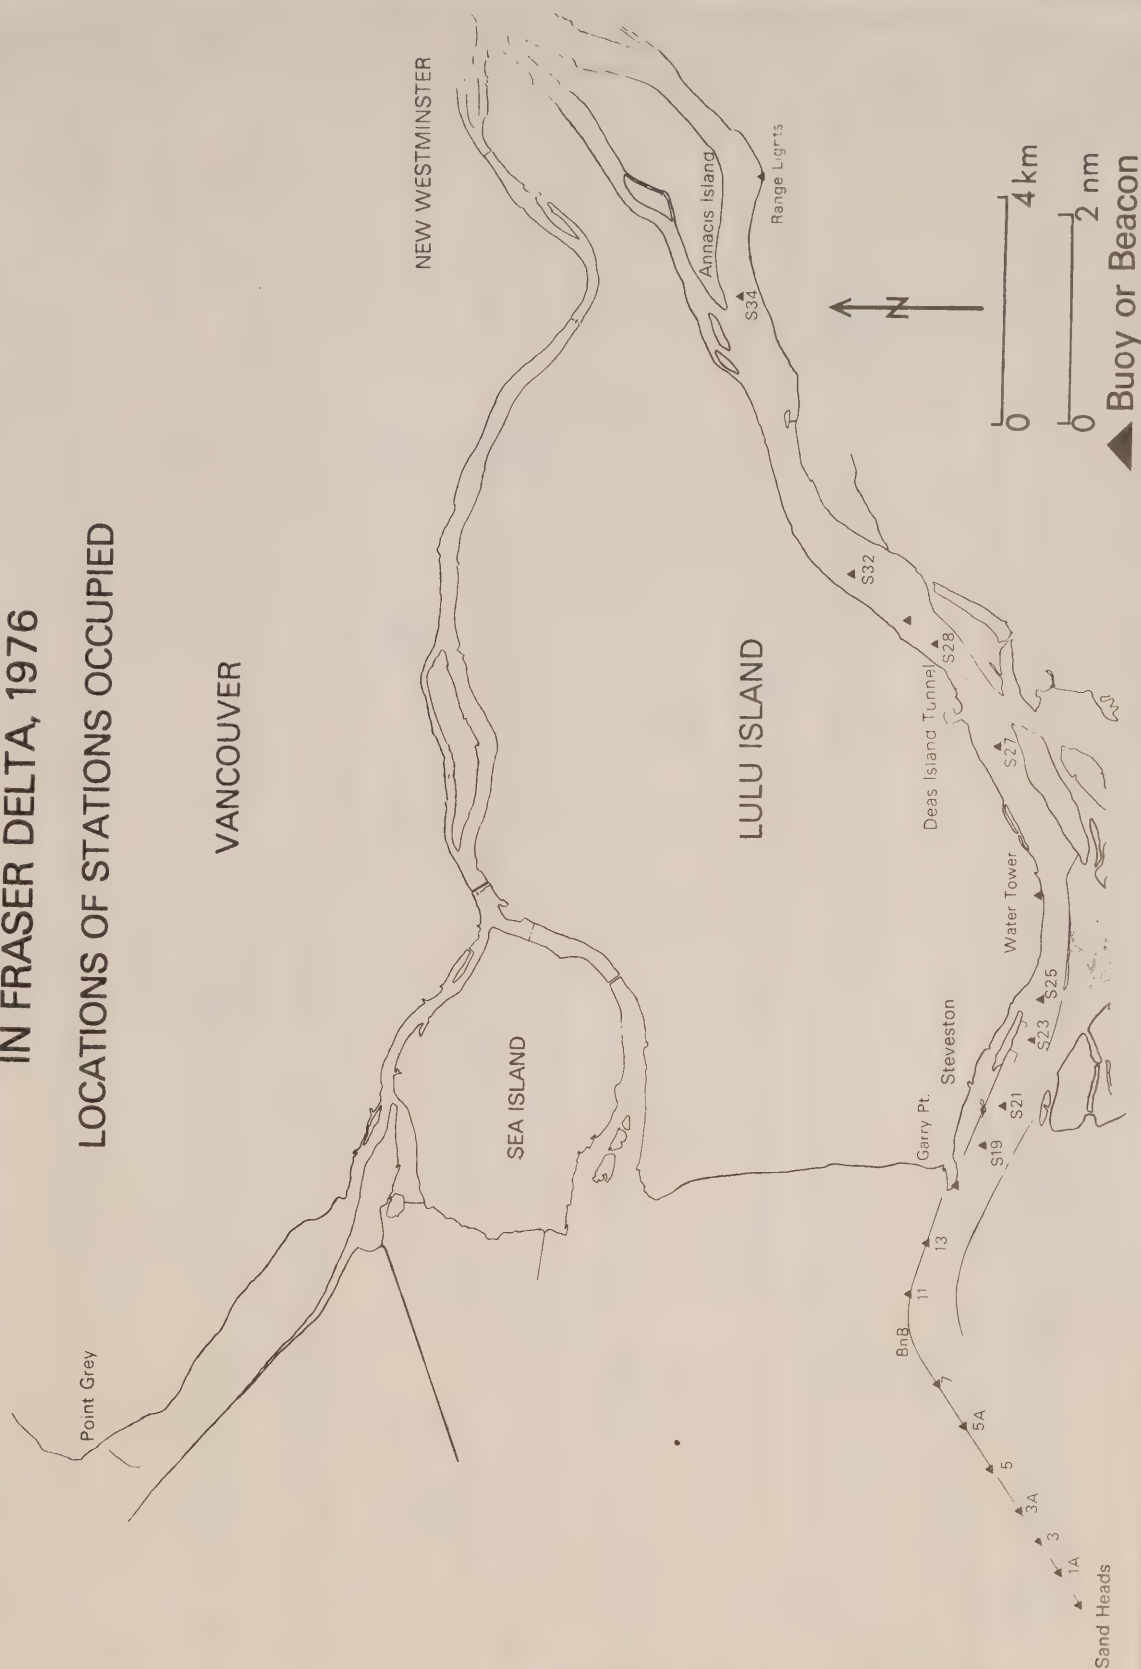 IN FRASER DELTA, 1976
LOCATIONS OF STATIONS OCCUPIED
Point Grey
VANCOUVER
NEW WESTMINSTER
SEA ISLAND
LULU ISLAND
Annacis Island
Range Lights
S34
S32
S28
Deas Island Tunnel
S27
Water Tower
S25
S23
Steveston
S21
Garry Pt.
S19
13
11
BnB
7
5A
5
3A
3
1A
Sand Heads
N
0 4 km
0 2 nm
Buoy or Beacon